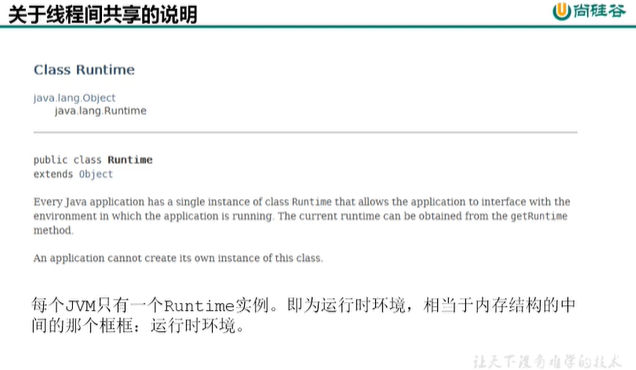 关于线程间共享的说明
尚硅谷
Class Runtime
java.lang.Object
java.lang.Runtime
public class Runtime
extends Object
Every Java application has a single instance of class Runtime that allows the application to interface with the
environment in which the application is running. The current runtime can be obtained from the getRuntime
method.
An application cannot create its own instance of this class.
每个JVM只有一个Runtime实例。即为运行时环境，相当于内存结构的中
间的那个框框：运行时环境。
让天下没有难学的技术